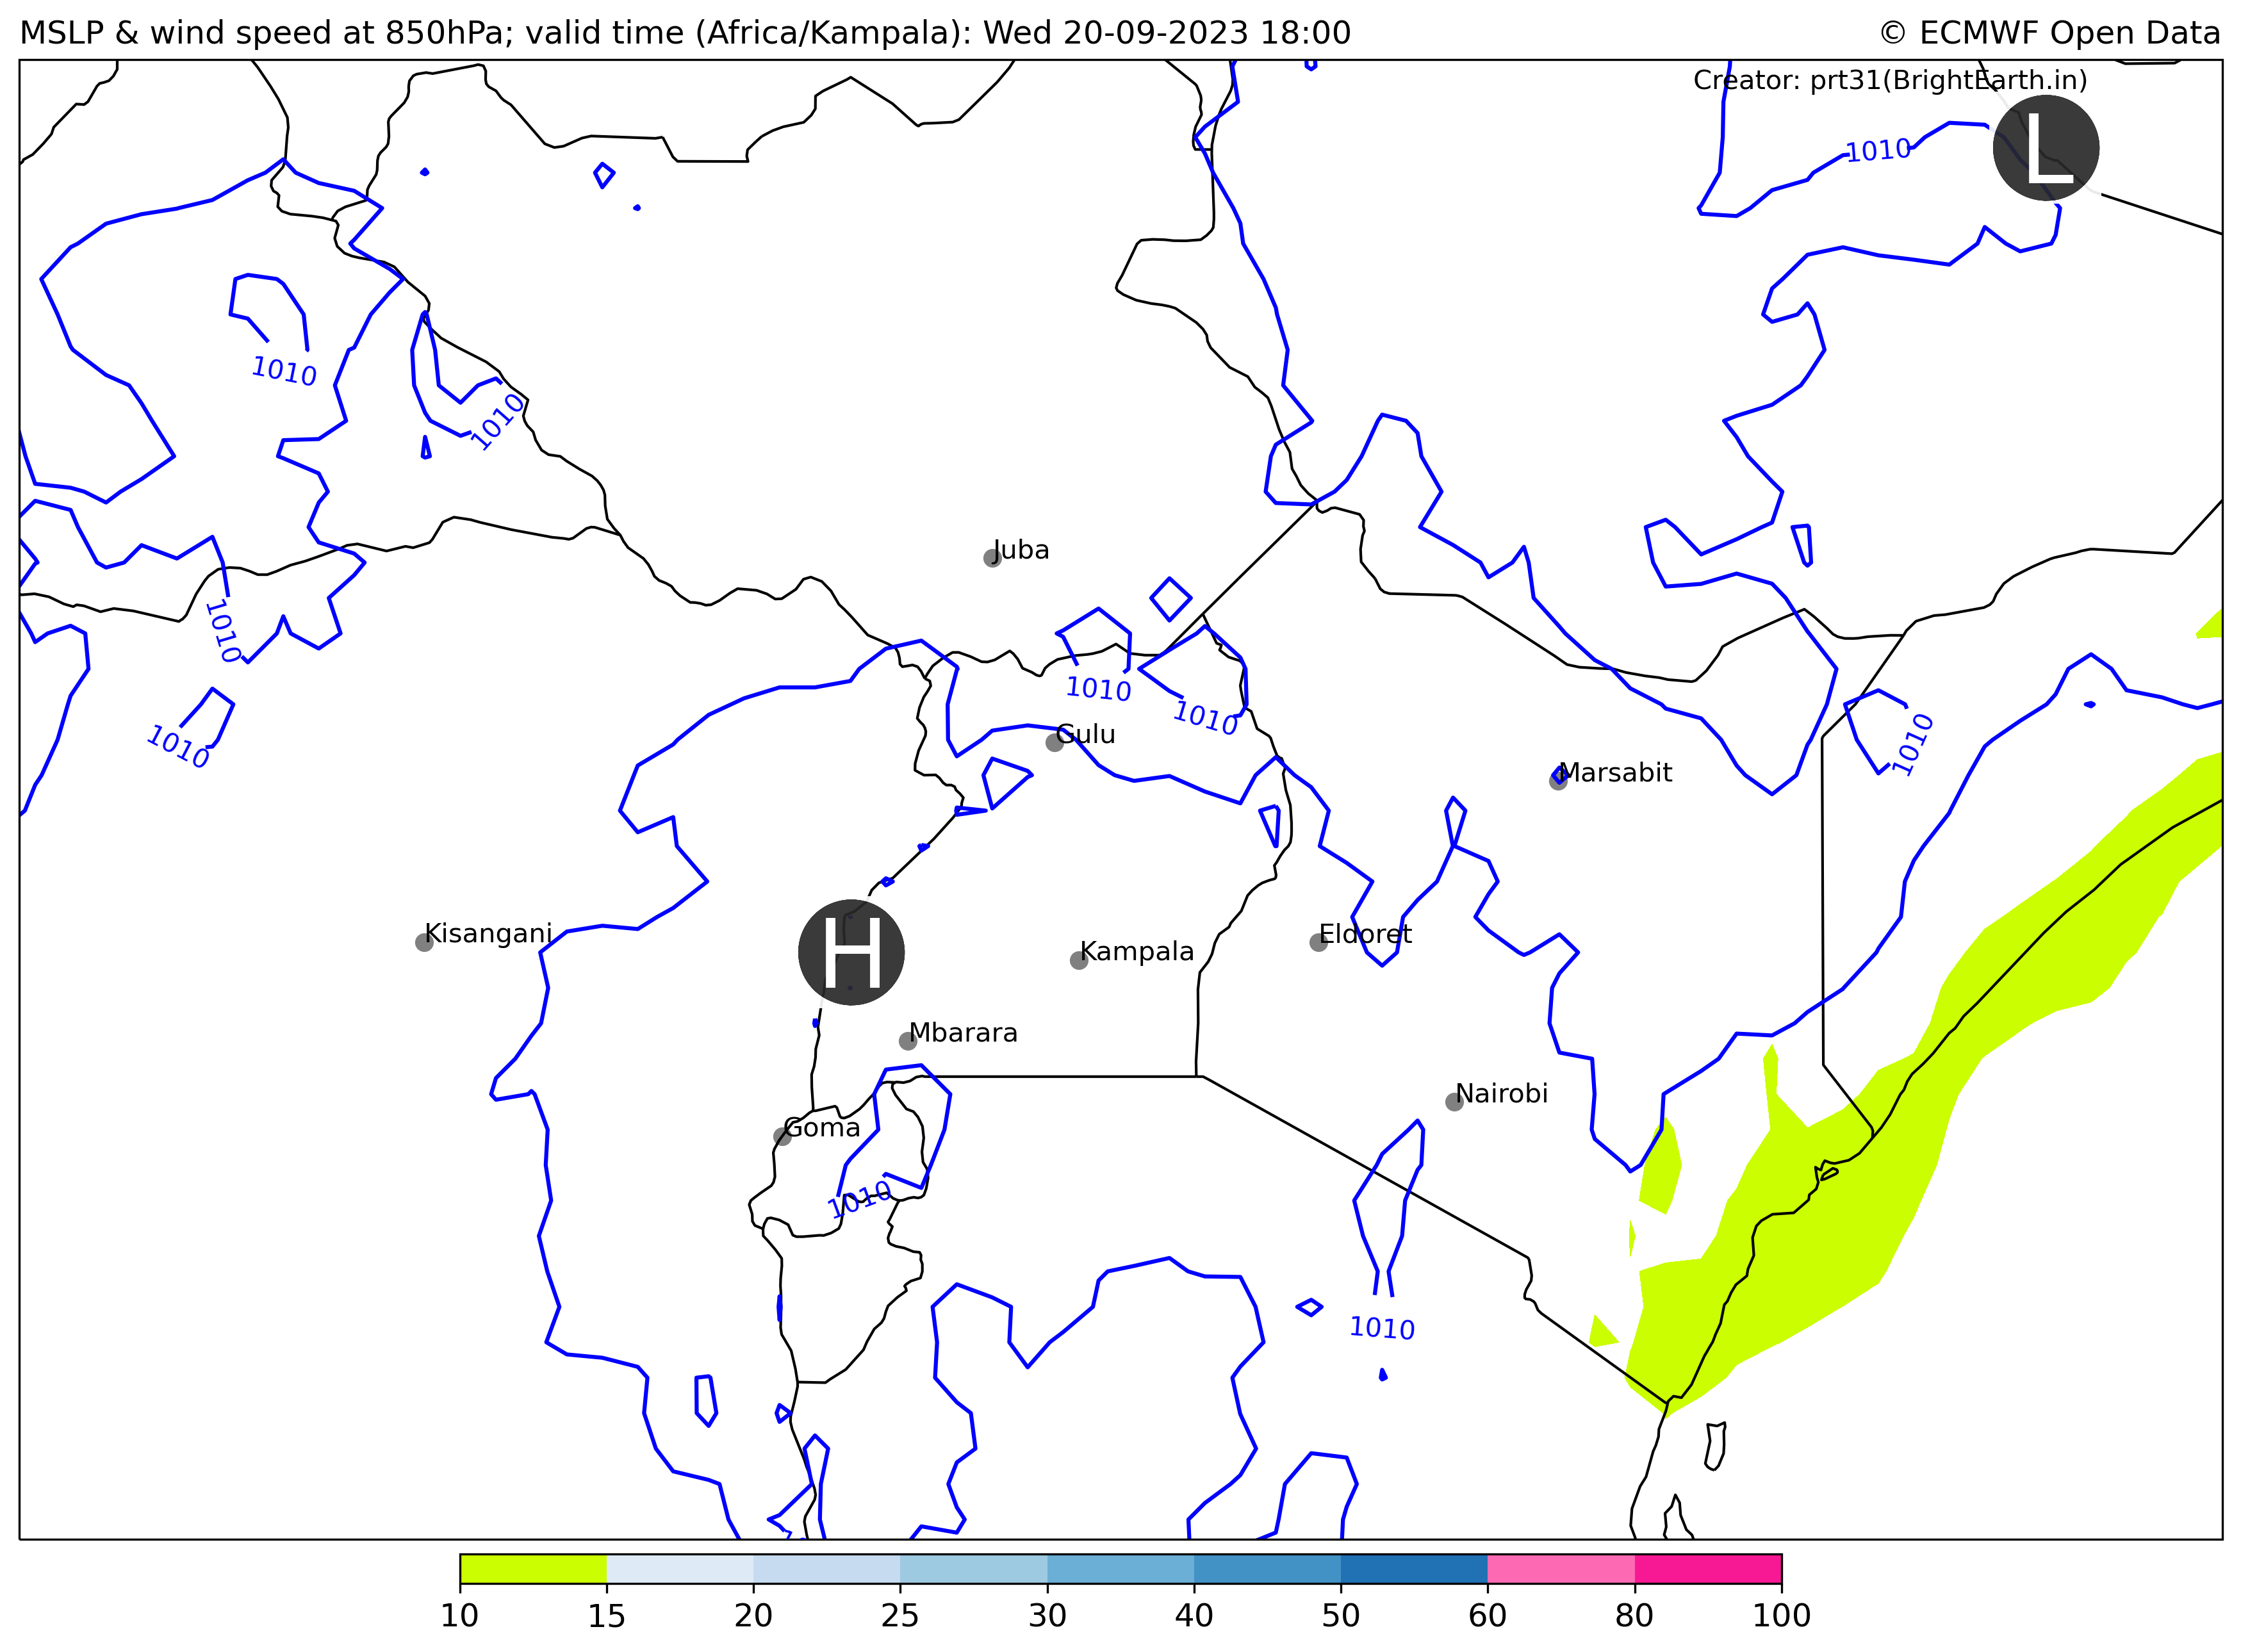 MSLP & wind speed at 850hPa; valid time (Africa/Kampala): Wed 20-09-2023 18:00
© ECMWF Open Data
Creator: prt31(BrightEarth.in)
L
1010
1010
1010
Juba
1010
1010
1010
1010
1010
Gulu
1010
Marsabit
Kisangani
H
Kampala
Eldoret
Mbarara
Nairobi
Goma
1010
1010
10 15 20 25 30 40 50 60 80 100